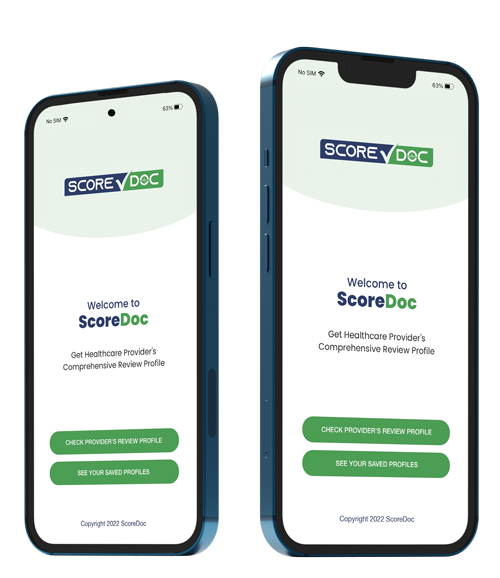 No SIM
63%
SCORE DOC
Welcome to
ScoreDoc
Get Healthcare Provider's
Comprehensive Review Profile
CHECK PROVIDER'S REVIEW PROFILE
SEE YOUR SAVED PROFILES
Copyright 2022 ScoreDoc
No SIM
63%
SCORE DOC
Welcome to
ScoreDoc
Get Healthcare Provider's
Comprehensive Review Profile
CHECK PROVIDER'S REVIEW PROFILE
SEE YOUR SAVED PROFILES
Copyright 2022 ScoreDoc